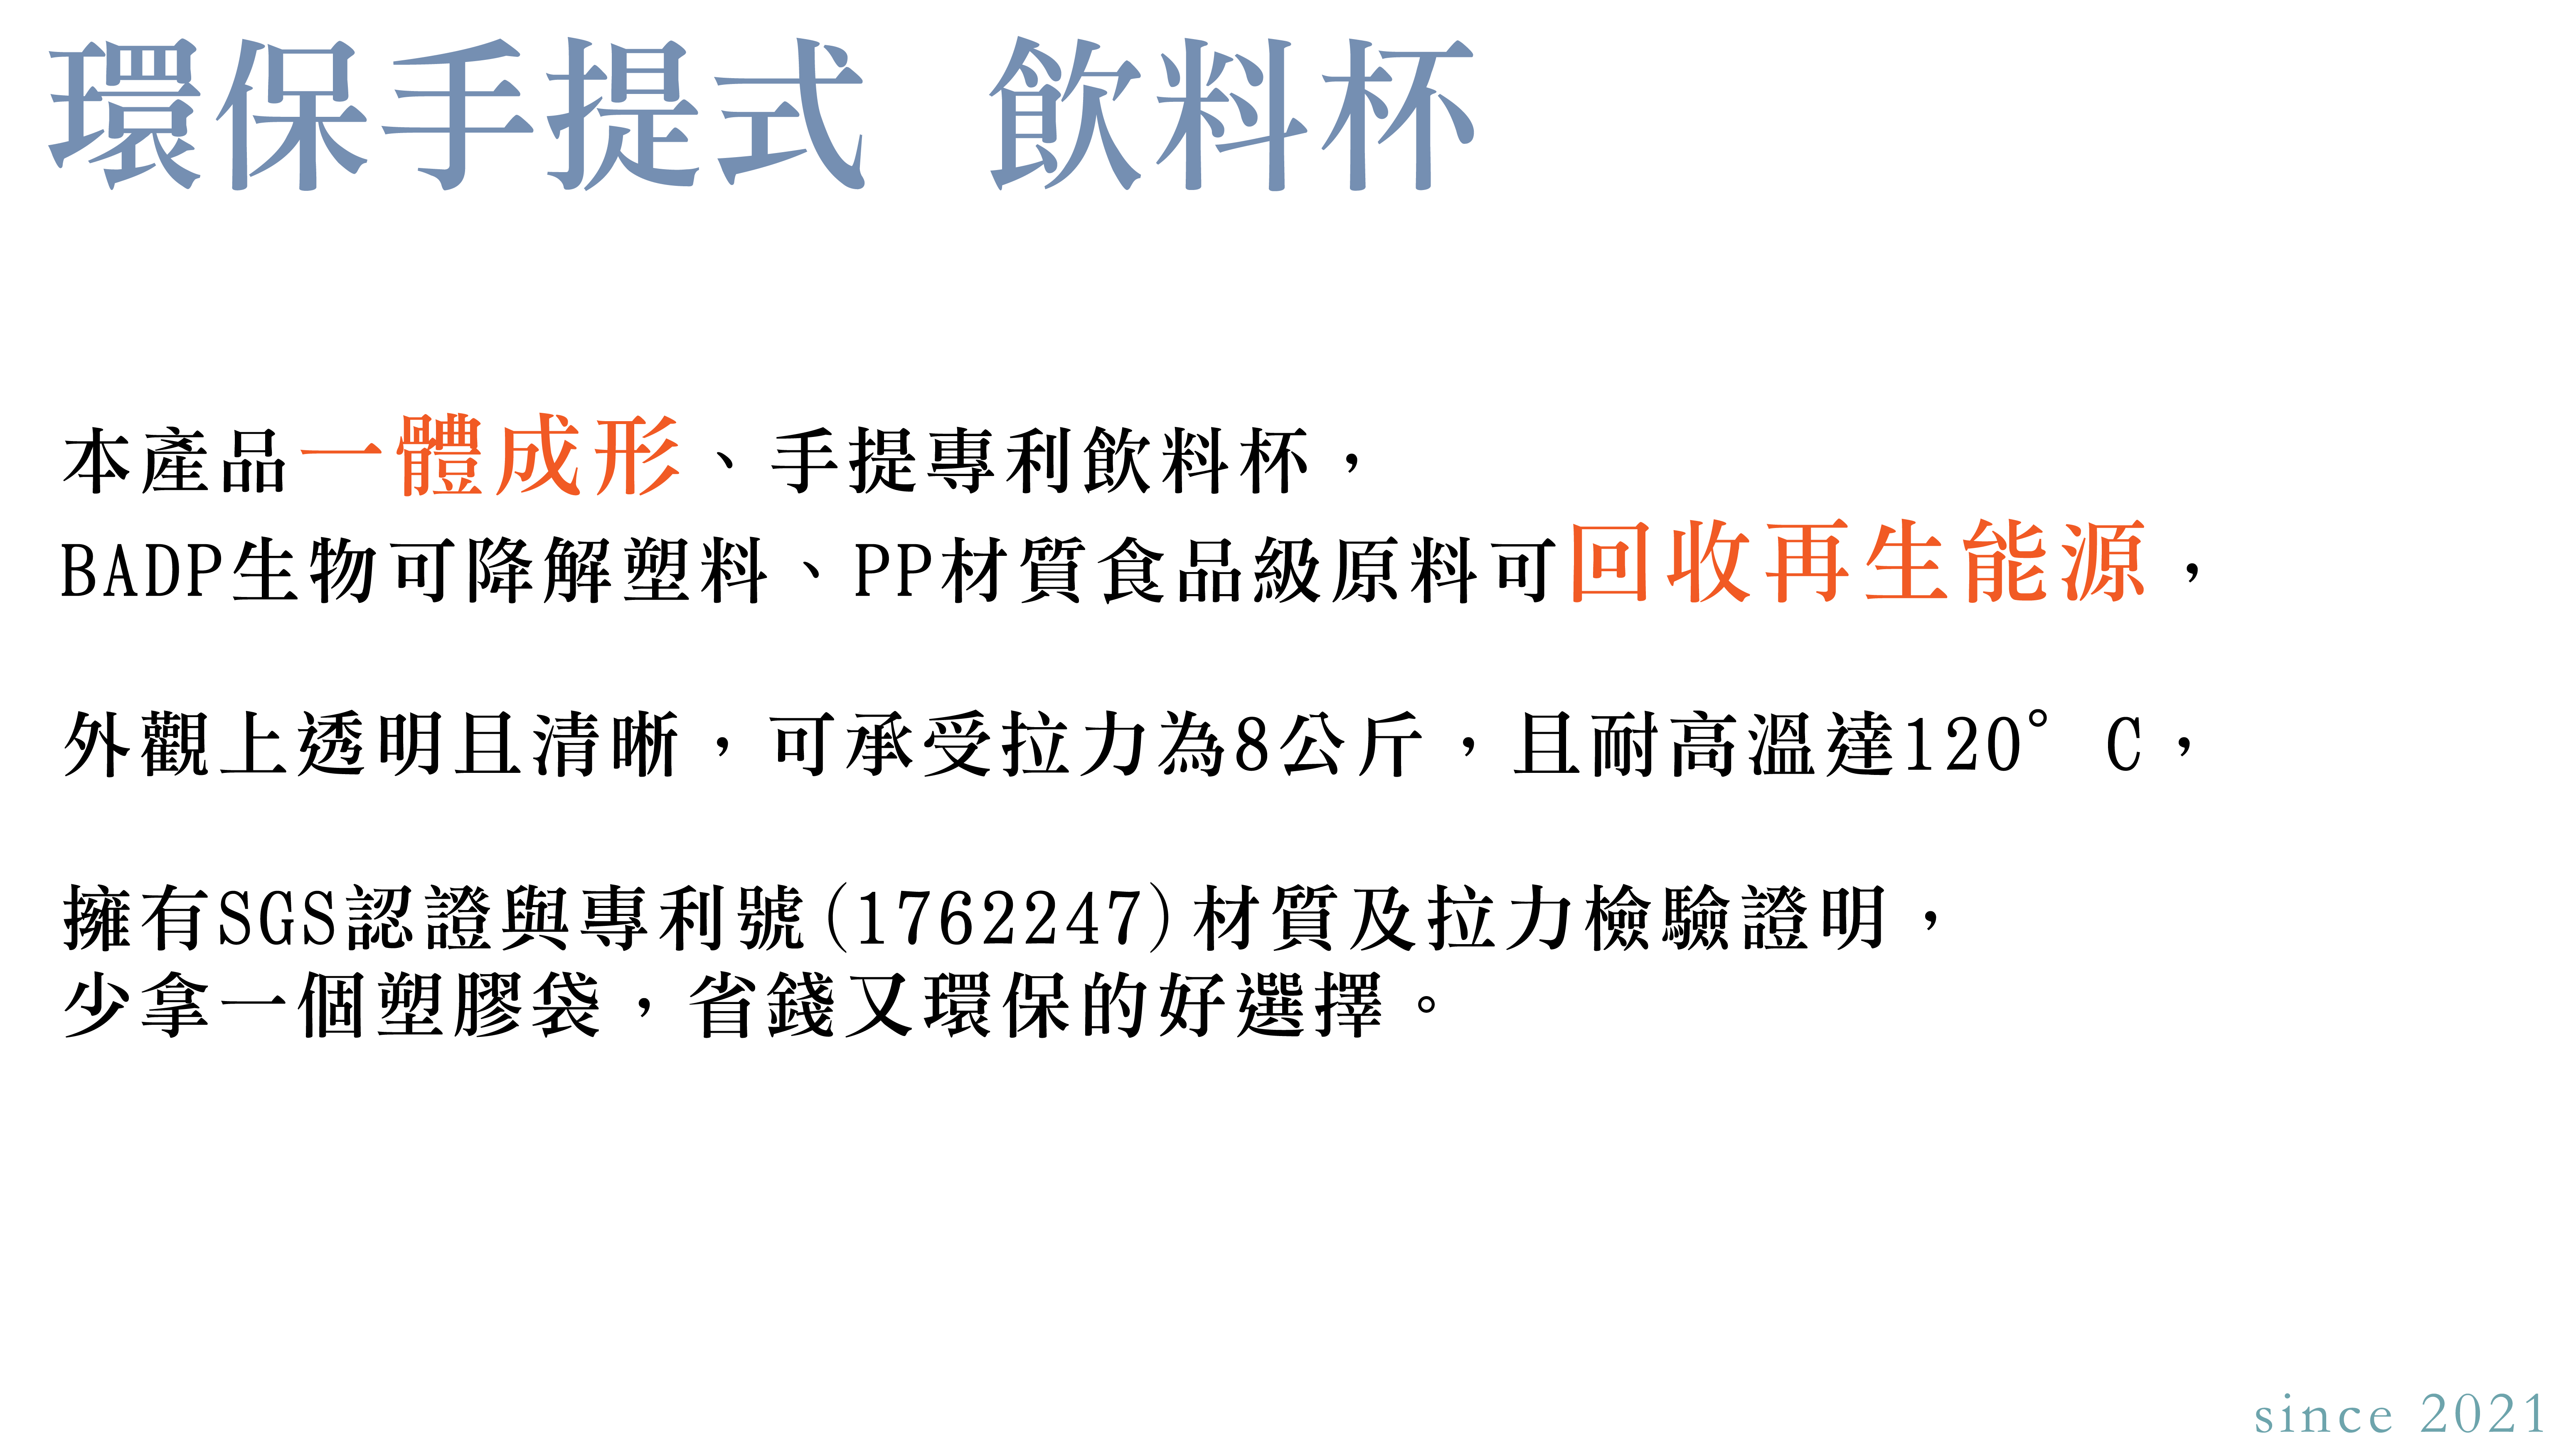 環保手提式 飲料杯
本產品一體成形、手提專利飲料杯，
BADP生物可降解塑料、PP材質食品級原料可回收再生能源，
外觀上透明且清晰，可承受拉力為8公斤，且耐高溫達120°C，
擁有SGS認證與專利號(1762247)材質及拉力檢驗證明，
少拿一個塑膠袋，省錢又環保的好選擇。
since 2021